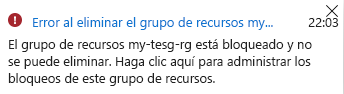 Error al eliminar el grupo de recursos my... 22:03
El grupo de recursos my-tesg-rg está bloqueado y no
se puede eliminar. Haga clic aquí para administrar los
bloqueos de este grupo de recursos.